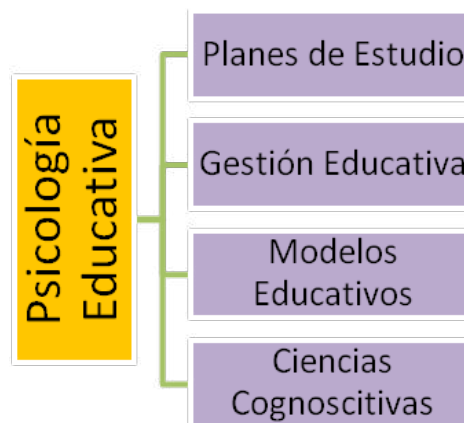 Psicología
Educativa
Planes de Estudio
Gestión Educativa
Modelos
Educativos
Ciencias
Cognoscitivas